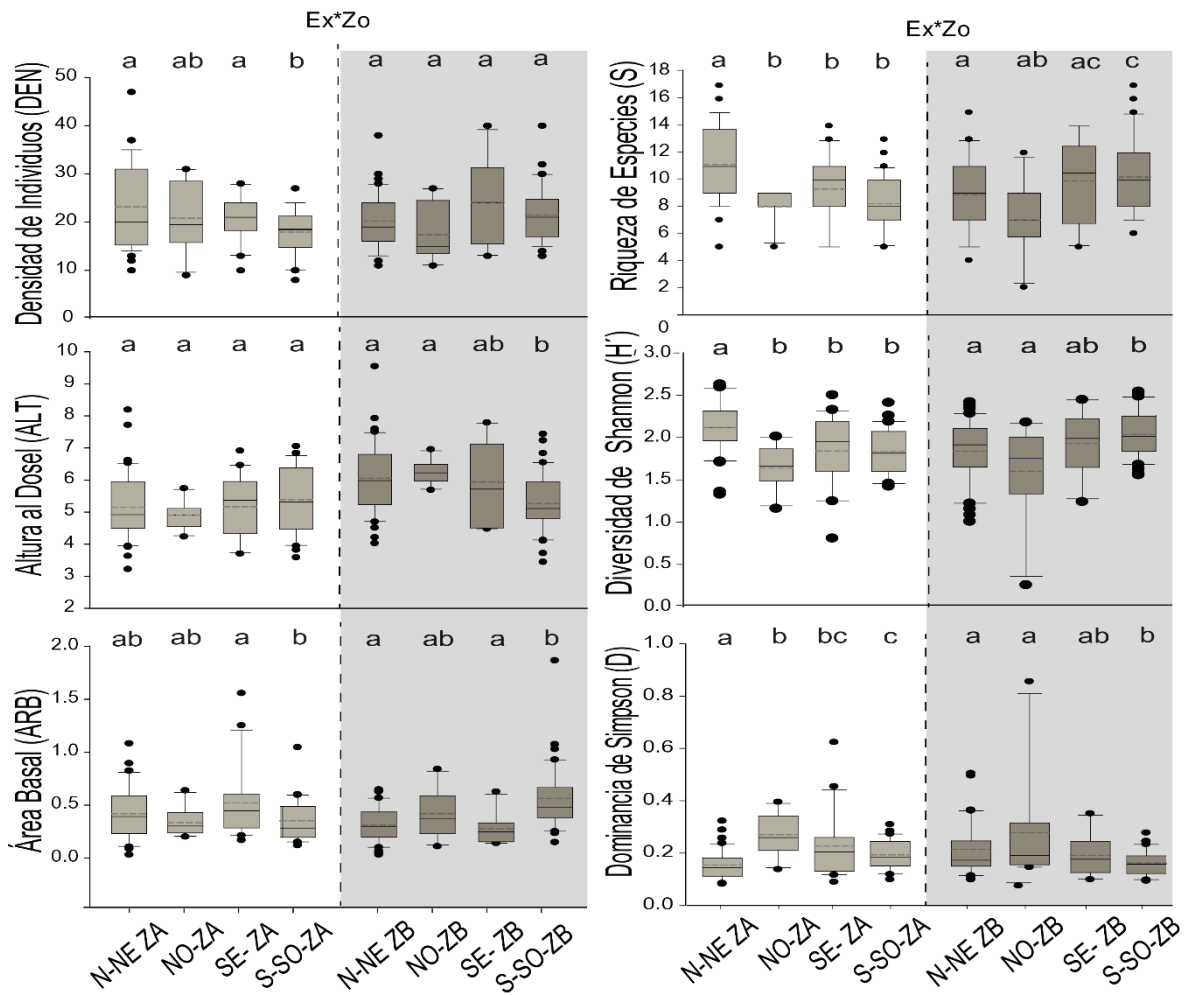 Ex*Zo
Densidad de Individuos (DEN)
a ab a b a a a a
50
40
30
20
10
0
Altura al Dosel (ALT)
a a a a a a ab b
10
9
8
7
6
5
4
3
2
Área Basal (ARB)
ab ab a b a ab a b
2.0
1.5
1.0
0.5
0.0
N-NE ZA NO-ZA SE- ZA S-SO-ZA N-NE ZB NO-ZB SE- ZB S-SO-ZB
Ex*Zo
Riqueza de Especies (S)
a b b b a ab ac c
18
16
14
12
10
8
6
4
2
0
Diversidad de Shannon (H´)
a b b b a a ab b
3.0
2.5
2.0
1.5
1.0
0.0
Dominancia de Simpson (D)
a b bc c a a ab b
1.0
0.8
0.6
0.4
0.2
0.0
N-NE ZA NO-ZA SE- ZA S-SO-ZA N-NE ZB NO-ZB SE- ZB S-SO-ZB